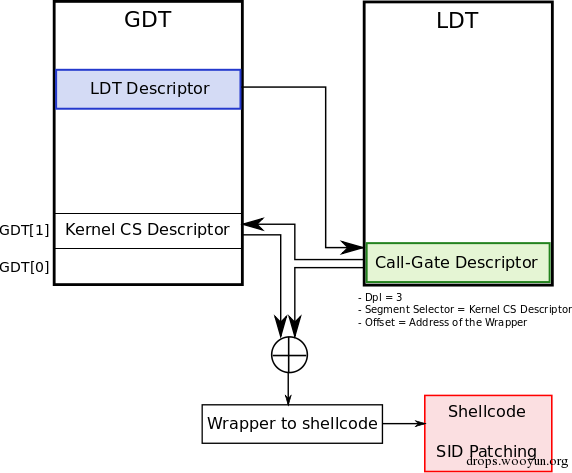 GDT
LDT
LDT Descriptor
GDT[1]
Kernel CS Descriptor
GDT[0]
Call-Gate Descriptor
- Dpl = 3
- Segment Selector = Kernel CS Descriptor
- Offset = Address of the Wrapper
Wrapper to shellcode
Shellcode
SID Patching
drops.wooyun.org